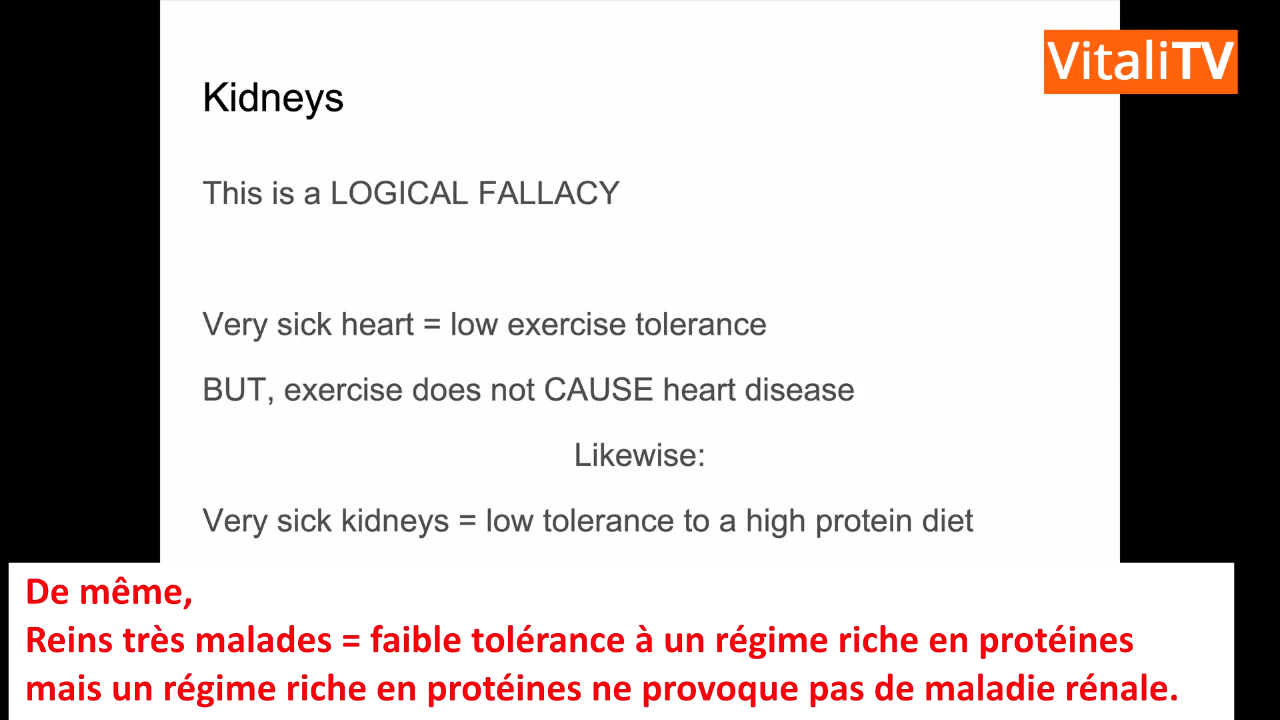 VitaliTV
Kidneys
This is a LOGICAL FALLACY
Very sick heart = low exercise tolerance
BUT, exercise does not CAUSE heart disease
Likewise:
Very sick kidneys = low tolerance to a high protein diet
De même,
Reins très malades = faible tolérance à un régime riche en protéines
mais un régime riche en protéines ne provoque pas de maladie rénale.